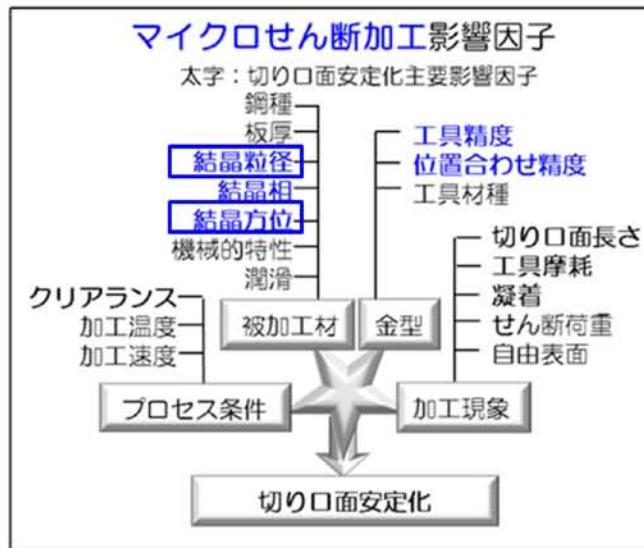 マイクロせん断加工影響因子
太字：切り口面安定化主要影響因子
鋼種
板厚
結晶粒径
結晶相
結晶方位
機械的特性
潤滑
被加工材
工具精度
位置合わせ精度
工具材種
金型
クリアランス
加工温度
加工速度
プロセス条件
切り口面長さ
工具摩耗
凝着
せん断荷重
自由表面
加工現象
切り口面安定化